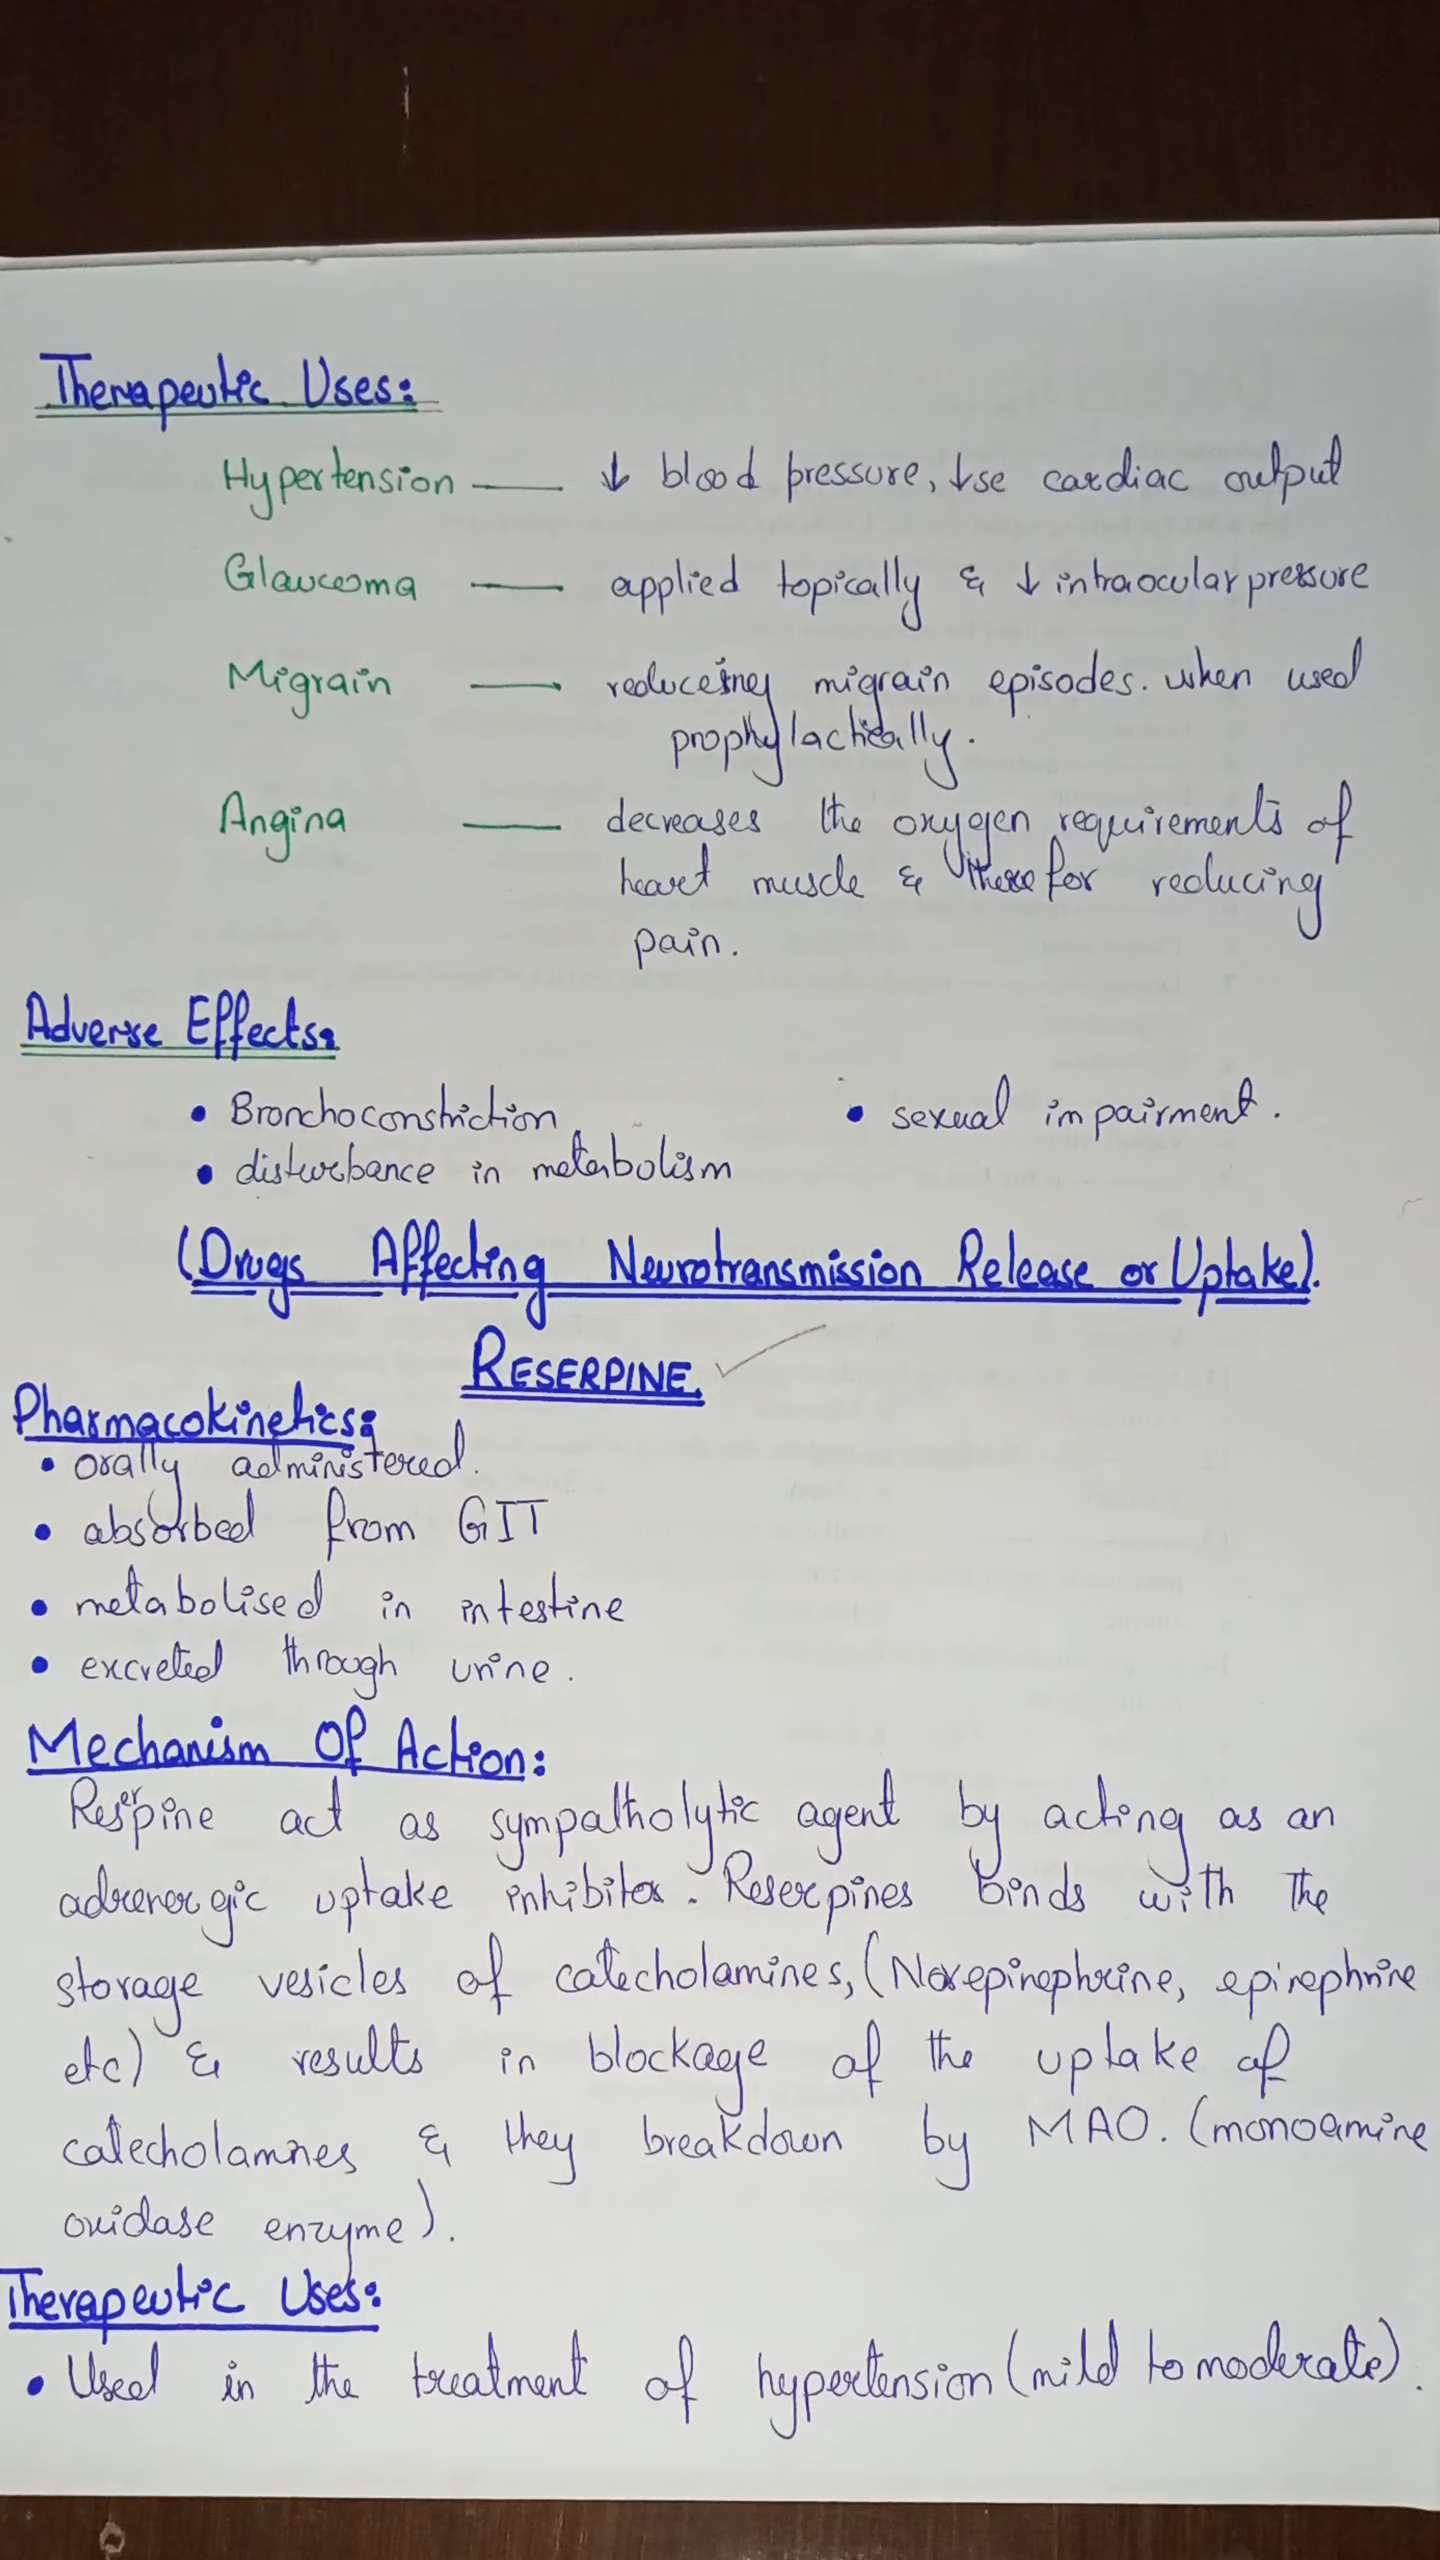 Therapeutic Uses:
Hypertension — ↓ blood pressure, ↓se cardiac output
Glaucoma — applied topically & ↓ intraocular pressure
Migrain — reduceing migrain episodes. when used
prophylactically.
Angina — decreases the oxygen requirements of
heart muscle & therefor reducing
pain.
Adverse Effects:
• Bronchoconstriction • sexual impairment.
• disturbance in metabolism
(Drugs Affecting Neurotransmission Release or Uptake).
RESERPINE.
Pharmacokinetics:
• orally administered.
• absorbed from GIT
• metabolised in intestine
• excreted through urine.
Mechanism Of Action:
Reserpine act as sympatholytic agent by acting as an
adrenergic uptake inhibitor. Reserpines binds with the
storage vesicles of catecholamines, (Norepinephrine, epinephrine
etc) & results in blockage of the uptake of
catecholamnes & they breakdown by MAO. (monoamine
oxidase enzyme).
Therapeutic Uses:
• Used in the treatment of hypertension (mild to moderate).